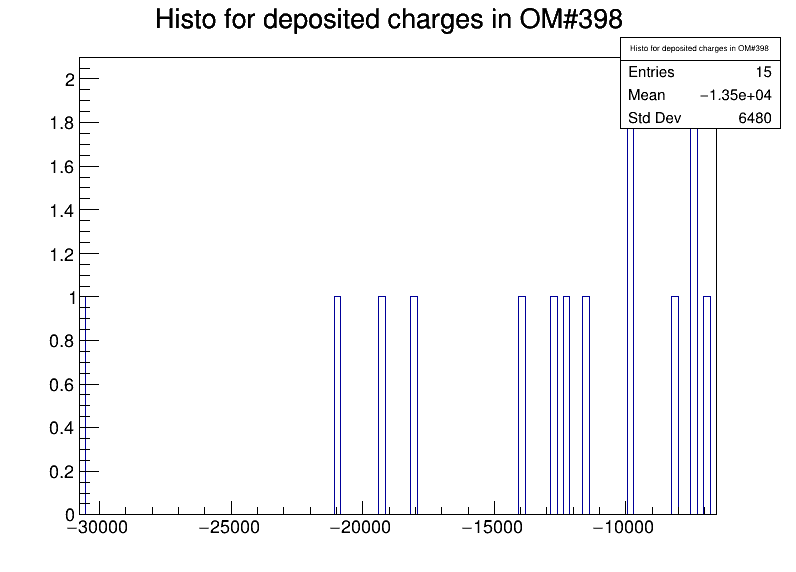 Histo for deposited charges in OM#398
Histo for deposited charges in OM#398
Entries 15
Mean −1.35e+04
Std Dev 6480
2
1.8
1.6
1.4
1.2
1
0.8
0.6
0.4
0.2
0
−30000 −25000 −20000 −15000 −10000